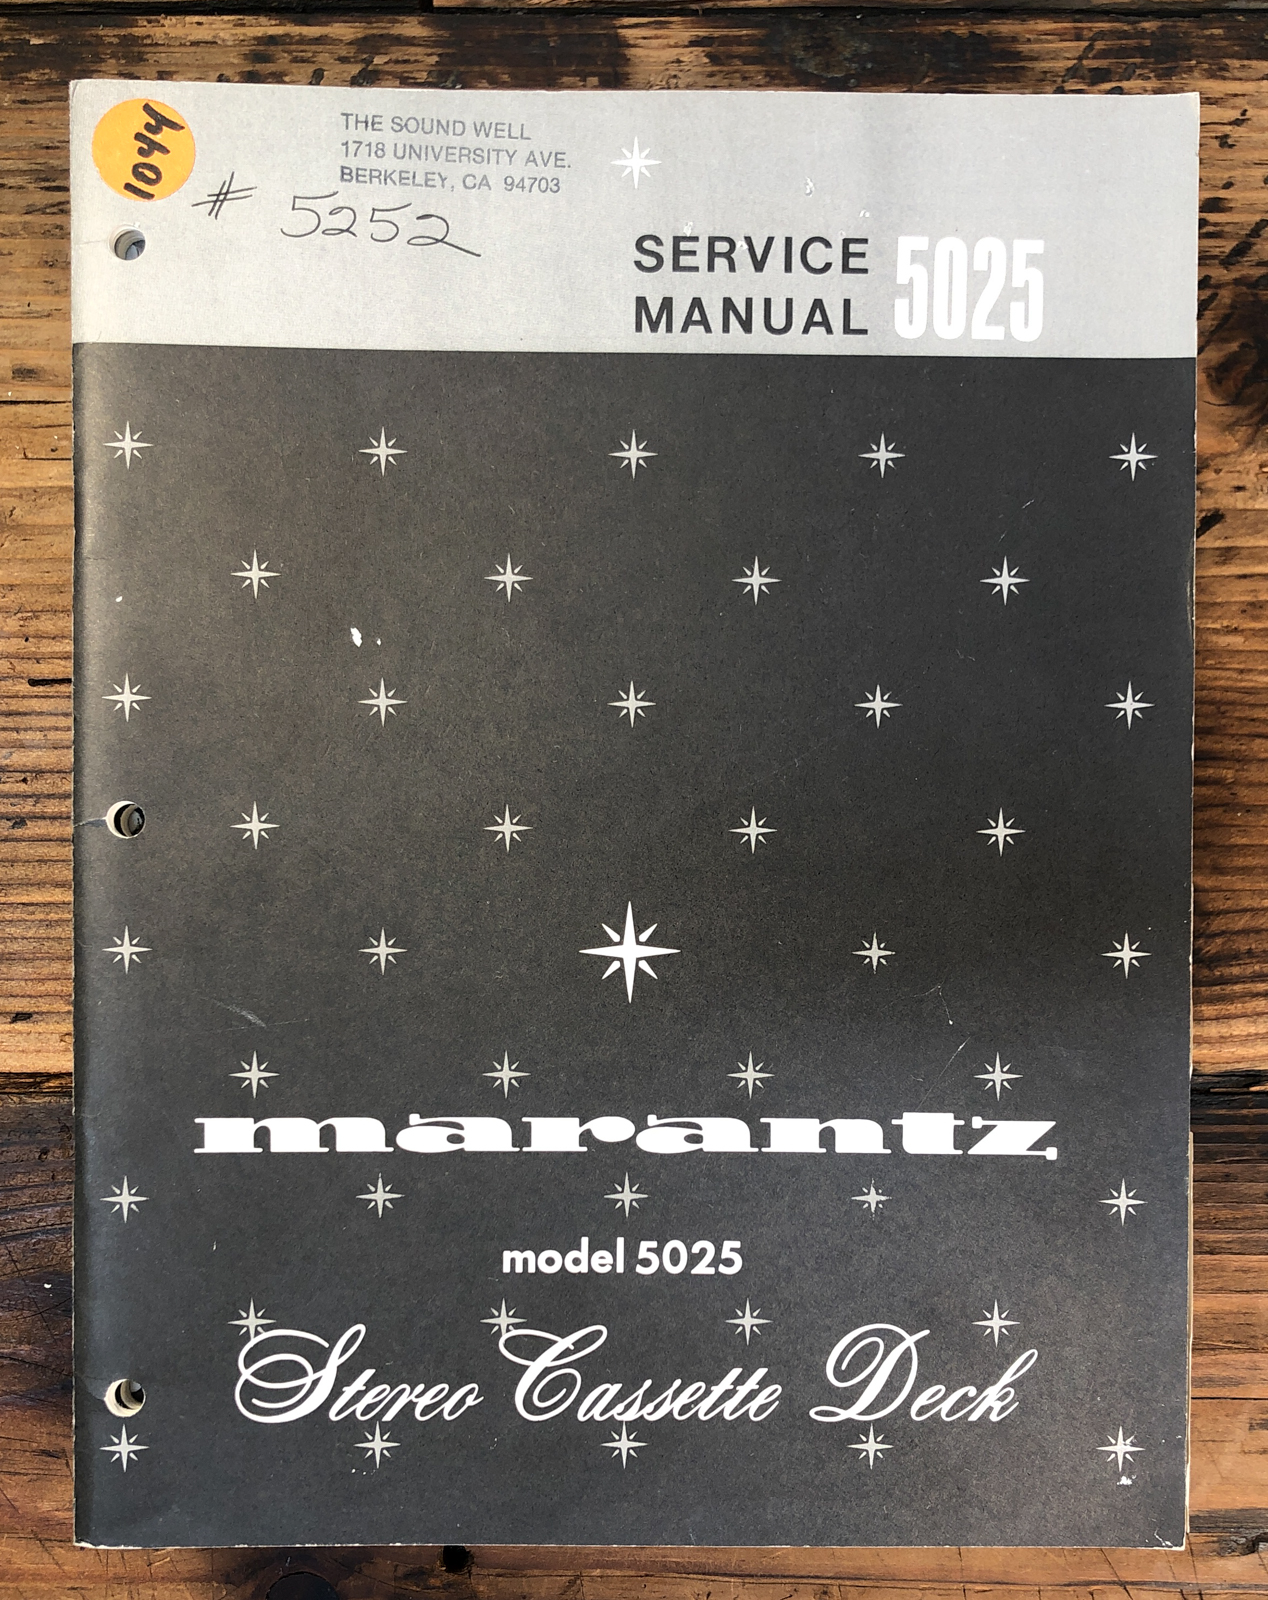 1044
THE SOUND WELL
1718 UNIVERSITY AVE.
BERKELEY, CA 94703
# 5252
SERVICE
MANUAL 5025
marantz
model 5025
Stereo Cassette Deck